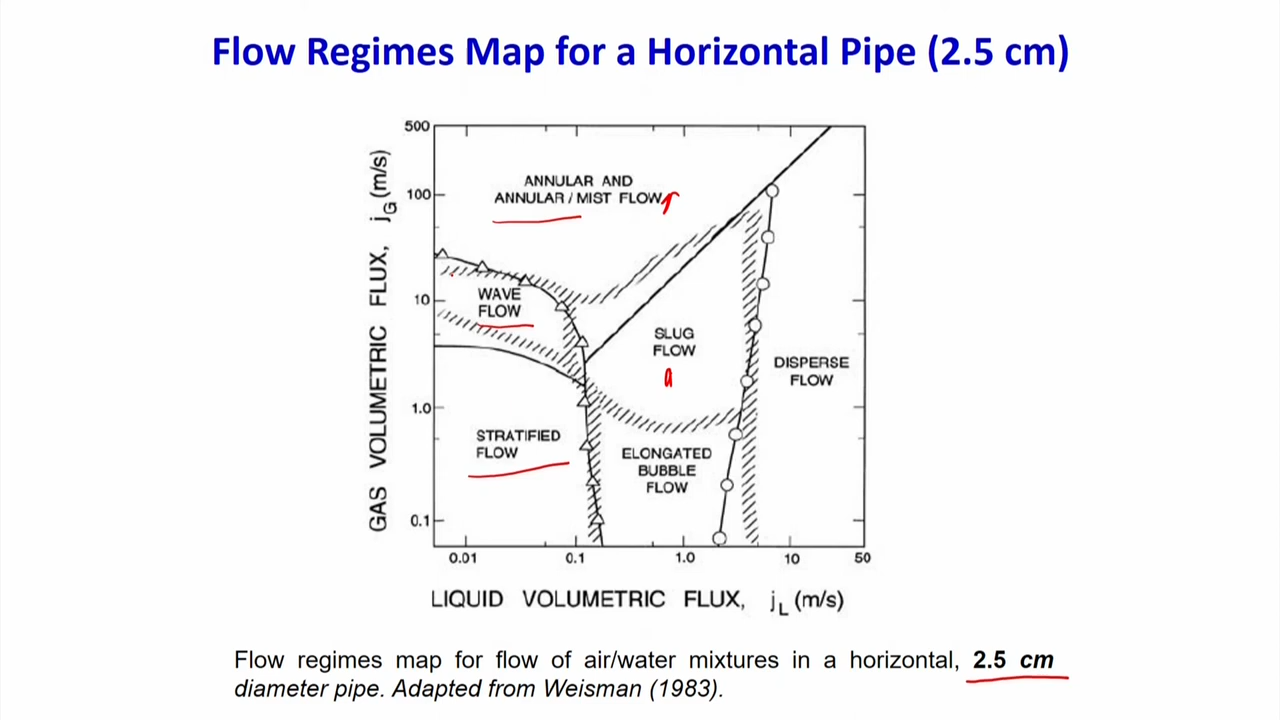 Flow Regimes Map for a Horizontal Pipe (2.5 cm)
500
100
10
1.0
0.1
GAS VOLUMETRIC FLUX, jG (m/s)
ANNULAR AND
ANNULAR / MIST FLOW
WAVE
FLOW
SLUG
FLOW
a
DISPERSE
FLOW
STRATIFIED
FLOW
ELONGATED
BUBBLE
FLOW
0.01
0.1
1.0
10
50
LIQUID VOLUMETRIC FLUX, jL (m/s)
Flow regimes map for flow of air/water mixtures in a horizontal, 2.5 cm
diameter pipe. Adapted from Weisman (1983).